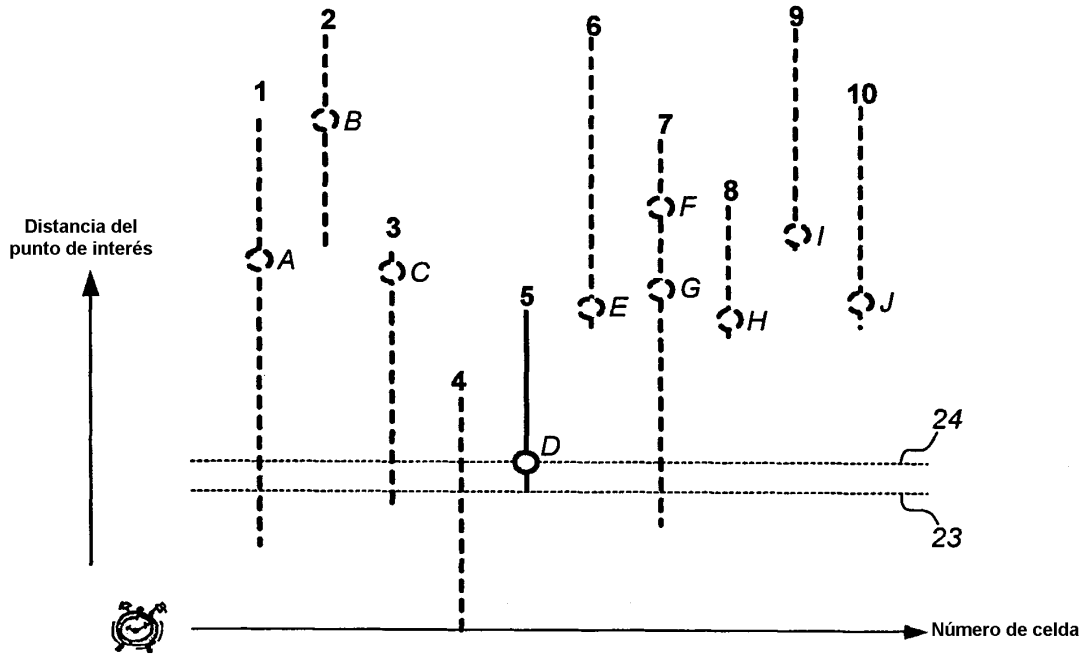 2
9
6
1
10
B
7
8
Distancia del
punto de interés
F
3
I
A
C
5
G
E
H
J
4
24
D
23
Número de celda